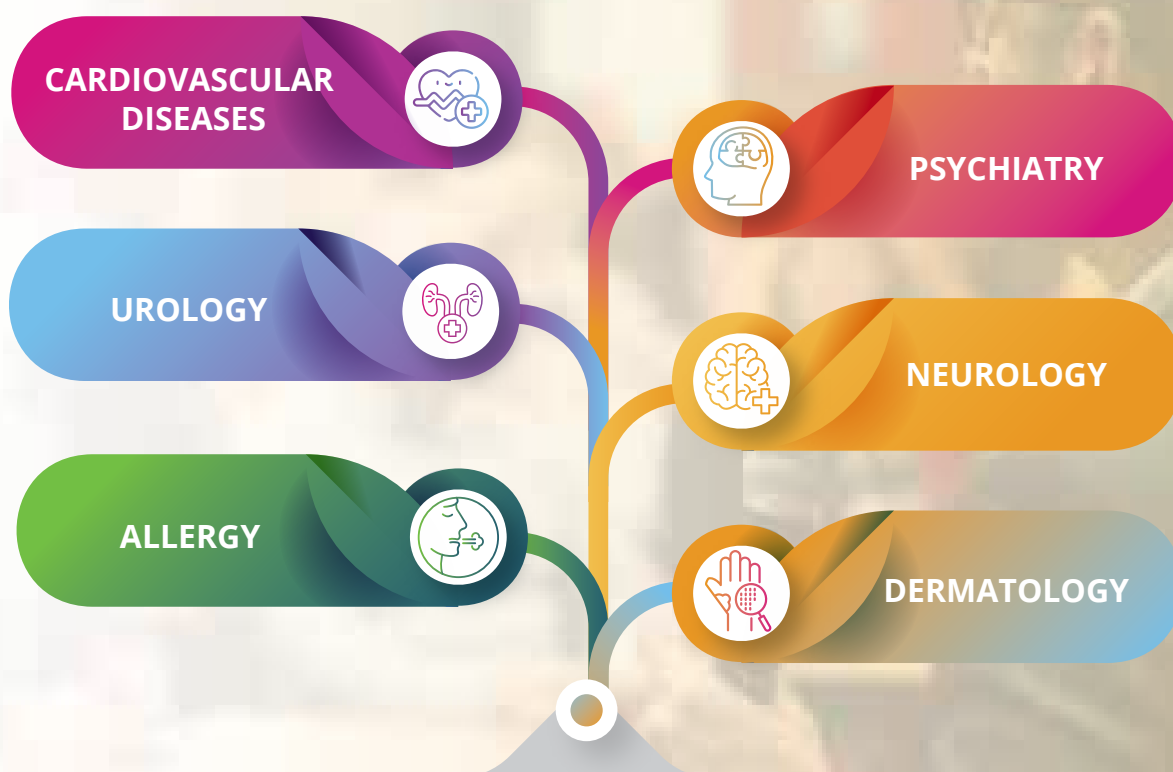 CARDIOVASCULAR
DISEASES
PSYCHIATRY
UROLOGY
NEUROLOGY
ALLERGY
DERMATOLOGY